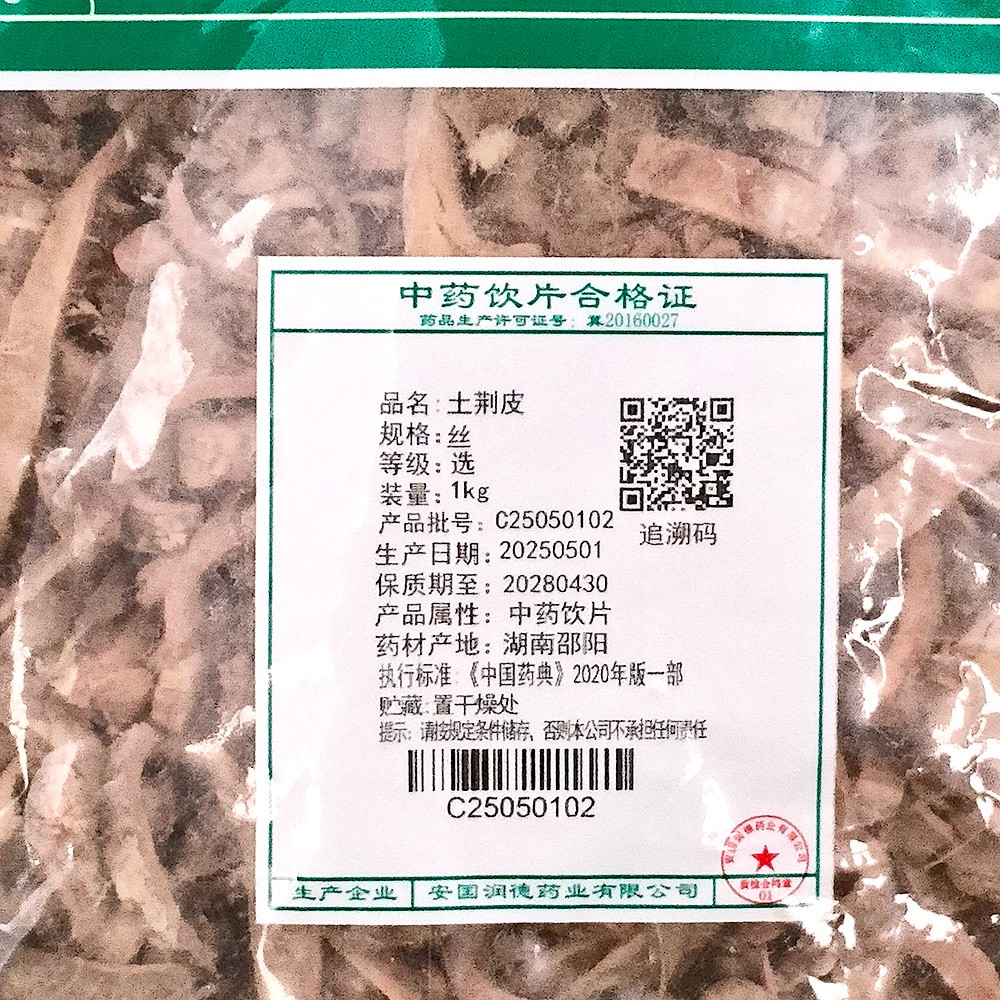 中药饮片合格证
药品生产许可证号：冀20160027
品名：土荆皮
规格：丝
等级：选
装量：1kg
产品批号：C25050102
追溯码
生产日期：20250501
保质期至：20280430
产品属性：中药饮片
药材产地：湖南邵阳
执行标准：《中国药典》2020年版一部
贮藏：置干燥处
提示：请按规定条件储存、否则本公司不承担任何责任
C25050102
生产企业 安国润德药业有限公司
01